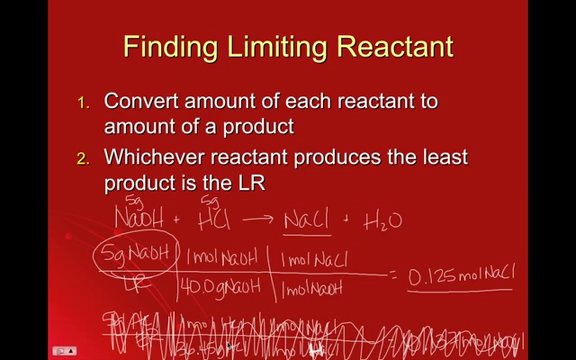 Finding Limiting Reactant
1. Convert amount of each reactant to
amount of a product
2. Whichever reactant produces the least
product is the LR
5g 5g
NaOH + HCl → NaCl + H₂O
5g NaOH | 1 mol NaOH | 1 mol NaCl = 0.125 mol NaCl
LR | 40.0g NaOH | 1 mol NaOH